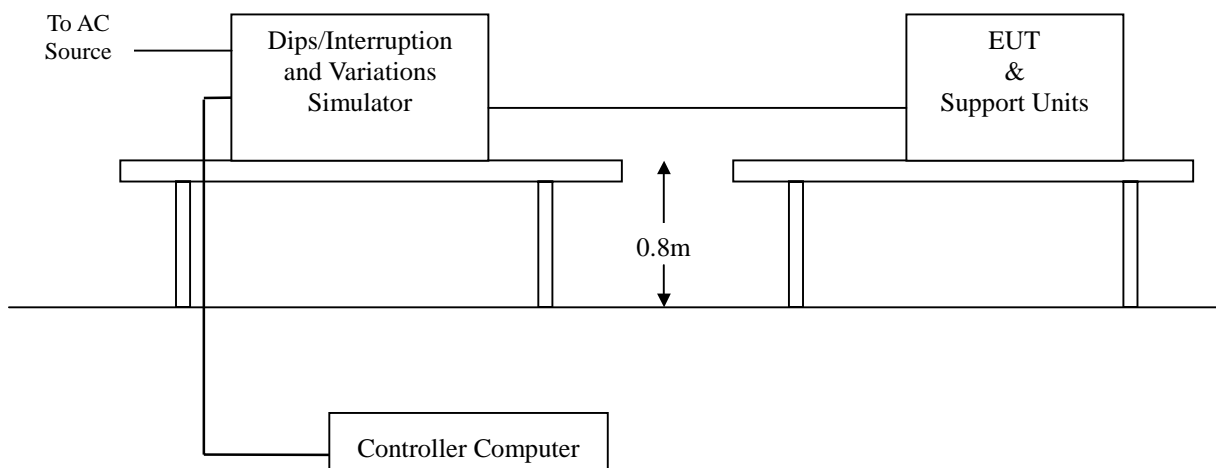 To AC
Source
Dips/Interruption
and Variations
Simulator
EUT
&
Support Units
0.8m
Controller Computer